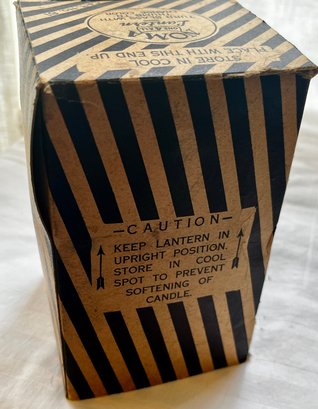 STORE IN COOL
PLACE WITH THIS END UP
Lantern
—CAUTION—
KEEP LANTERN IN
UPRIGHT POSITION.
STORE IN COOL
SPOT TO PREVENT
SOFTENING OF
CANDLE.